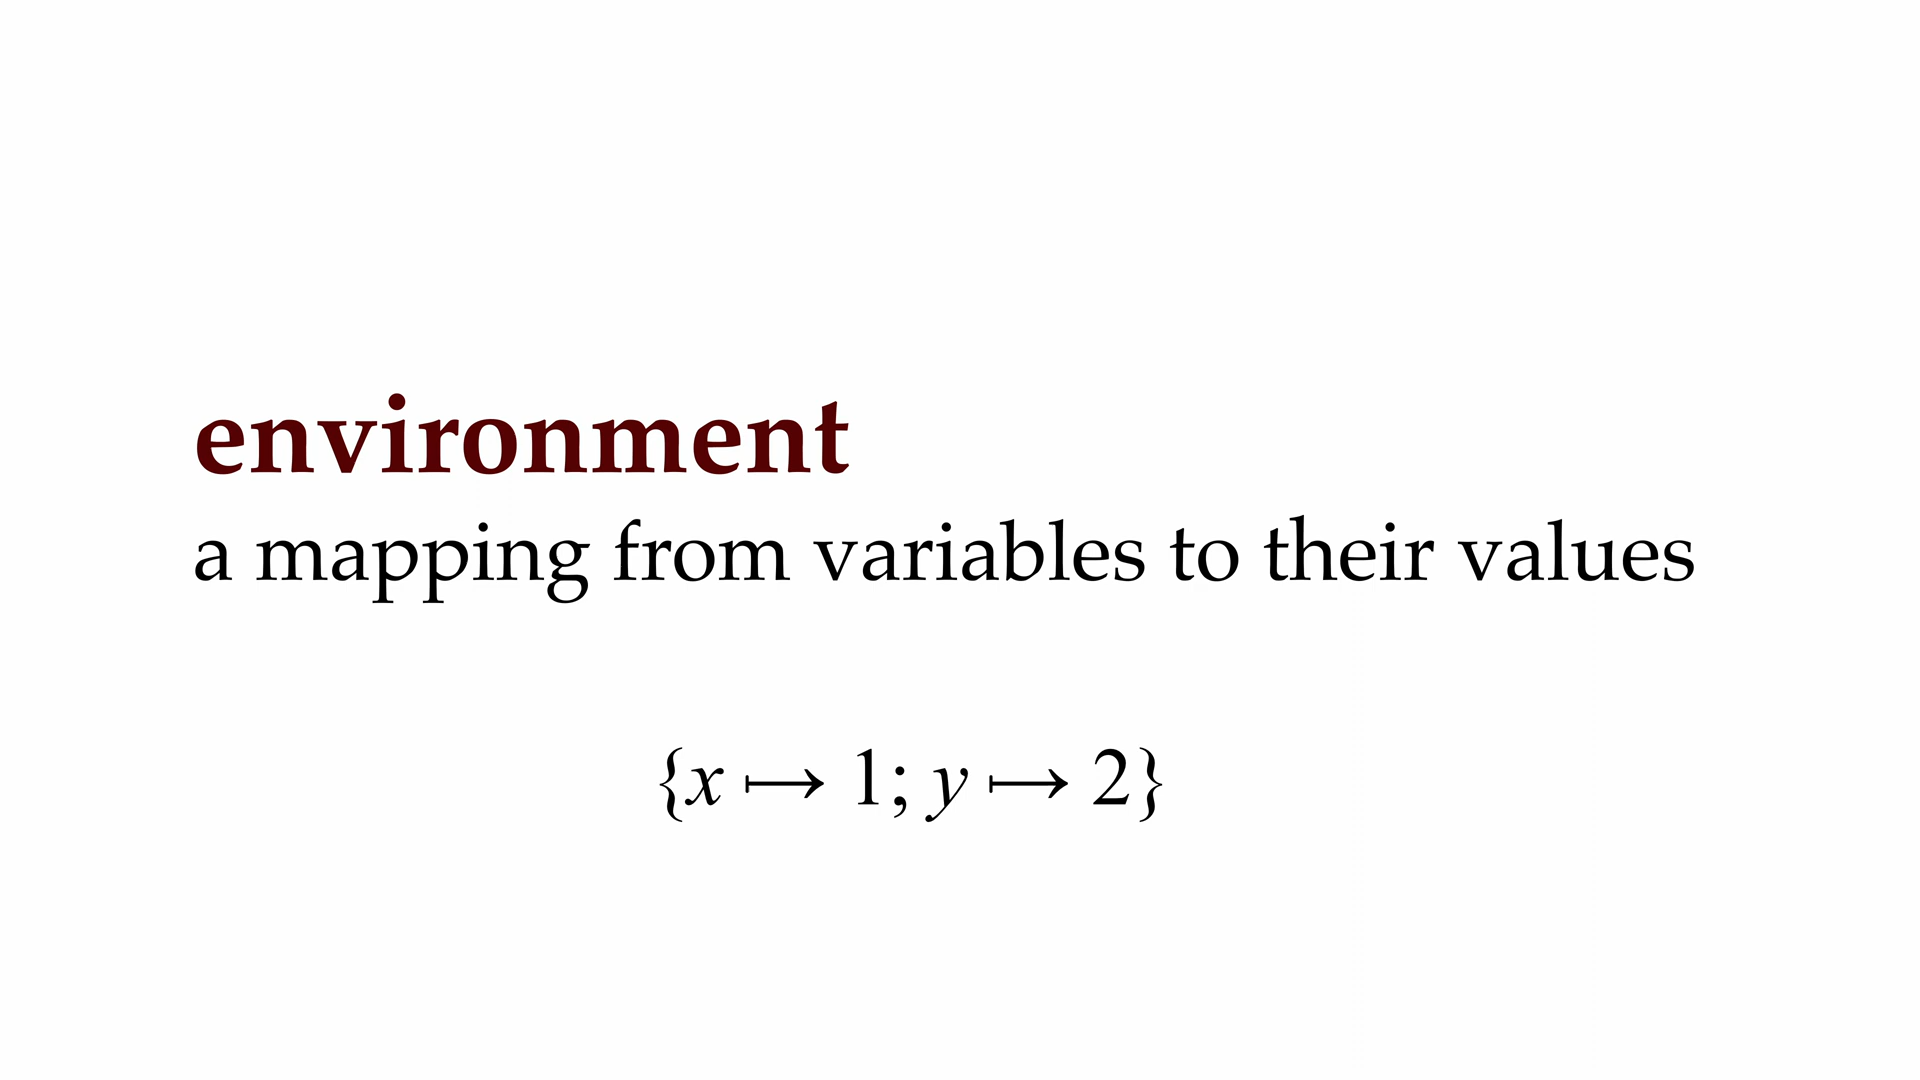 environment
a mapping from variables to their values
{x ↦ 1; y ↦ 2}